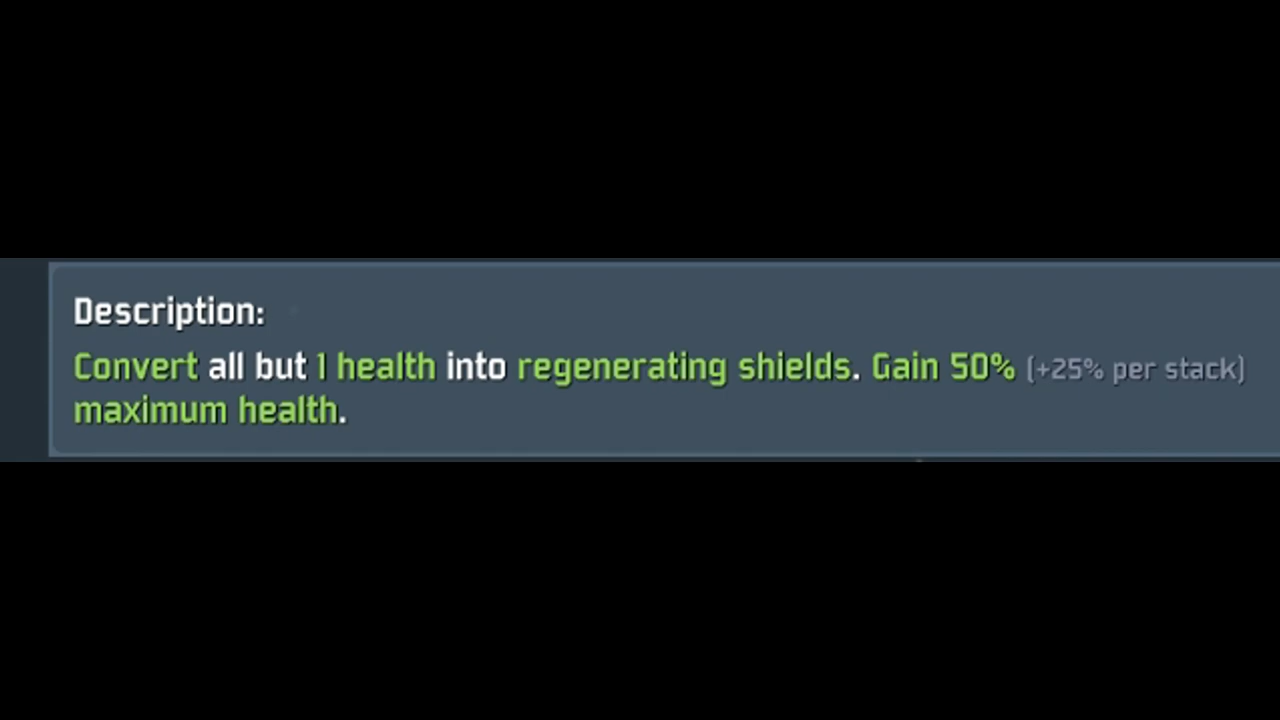 Description:
Convert all but 1 health into regenerating shields. Gain 50% (+25% per stack)
maximum health.